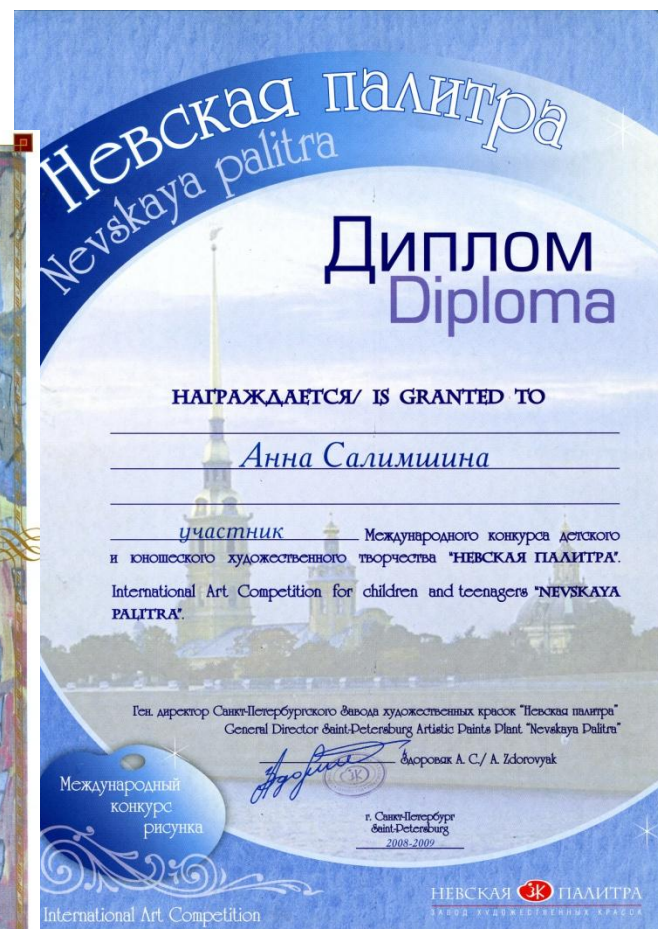 Невская палитра
Nevskaya palitra
Диплом
Diploma
НАГРАЖДАЕТСЯ/ IS GRANTED TO
Анна Салимшина
участник Международного конкурса детского
и юношеского художественного творчества "НЕВСКАЯ ПАЛИТРА".
International Art Competition for children and teenagers "NEVSKAYA
PALITRA".
Ген. директор Санкт-Петербургского Завода художественных красок "Невская палитра"
General Director Saint-Petersburg Artistic Paints Plant "Nevskaya Palitra"
Здоровяк А. С./ A. Zdorovyak
ЗК
г. Санкт-Петербург
Saint-Petersburg
2008-2009
Международный
конкурс
рисунка
International Art Competition
НЕВСКАЯ ЗК ПАЛИТРА
ЗАВОД ХУДОЖЕСТВЕННЫХ КРАСОК